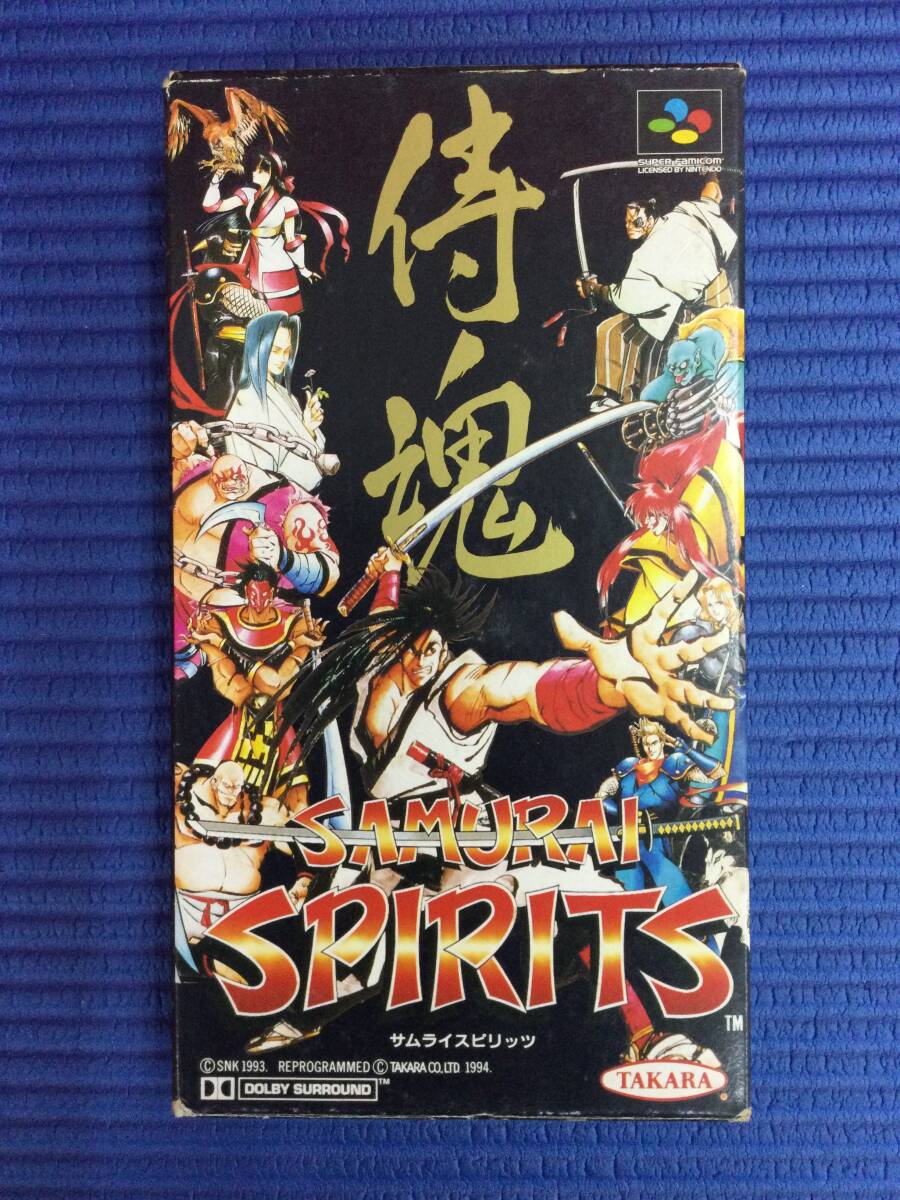 侍
魂
SUPER FAMICOM
LICENSED BY NINTENDO
SAMURAI
SPIRITS
TM
サムライスピリッツ
©SNK 1993. REPROGRAMMED © TAKARA CO.,LTD 1994.
DOLBY SURROUND TM
TAKARA